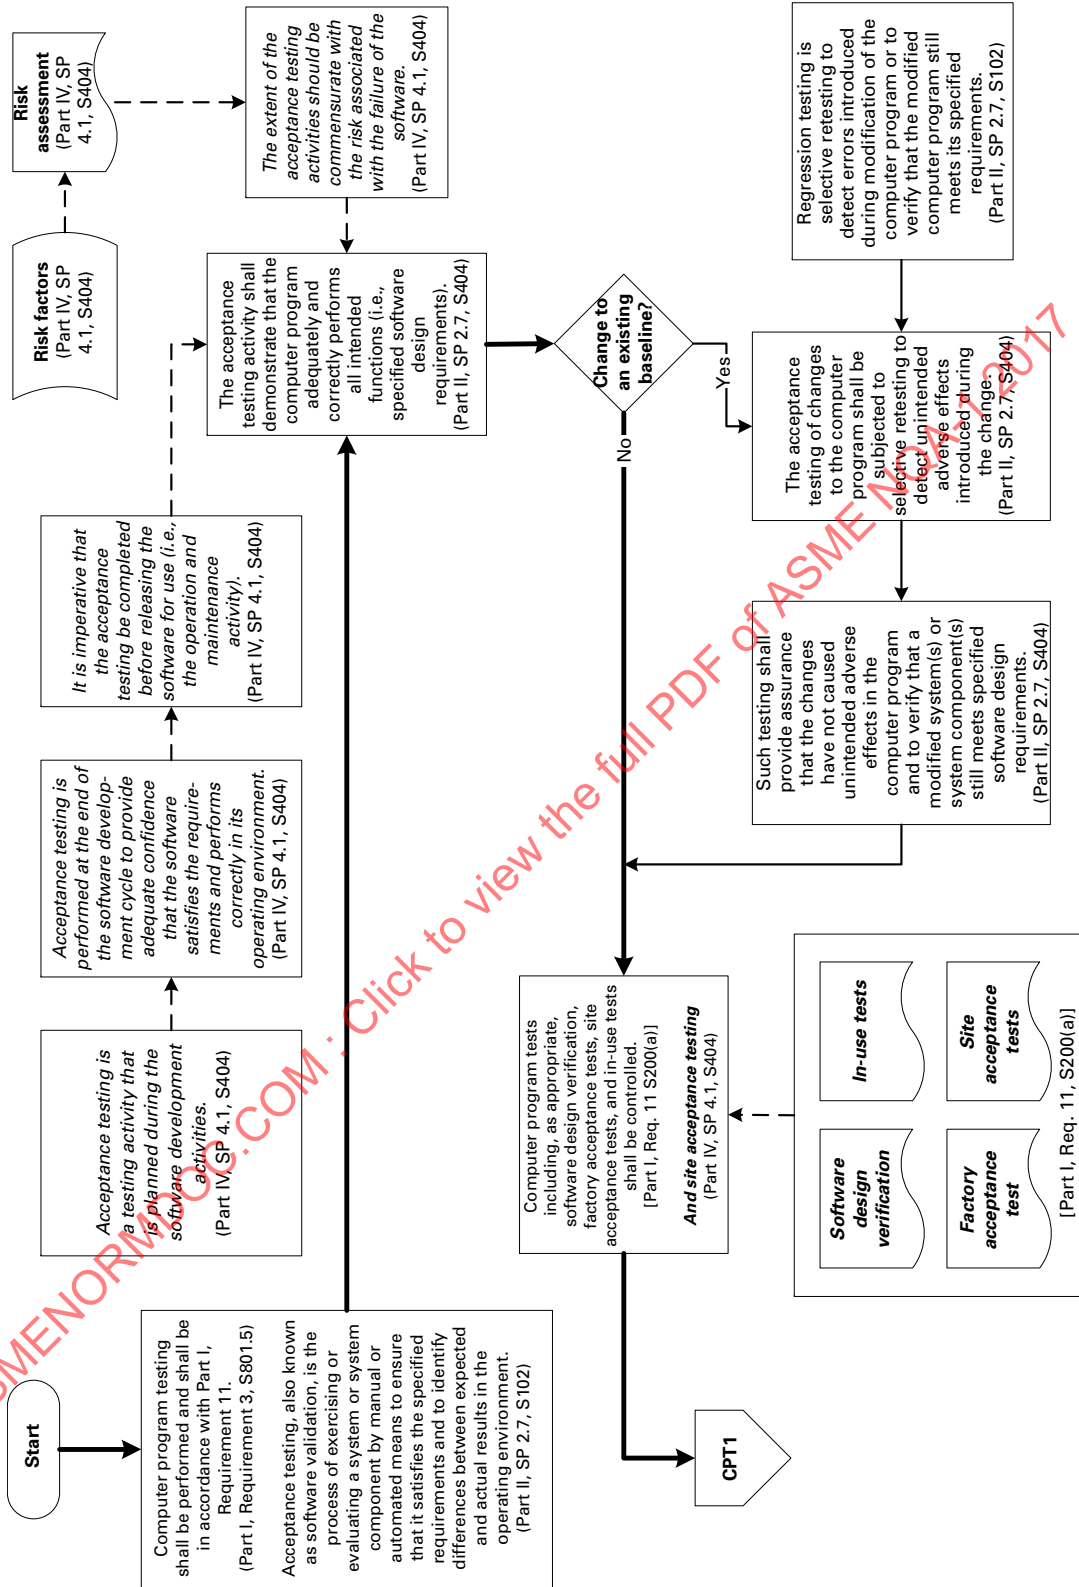 Start
Computer program testing
shall be performed and shall be
in accordance with Part I,
Requirement 11.
(Part I, Requirement 3, S801.5)
Acceptance testing, also known
as software validation, is the
process of exercising or
evaluating a system or system
component by manual or
automated means to ensure
that it satisfies the specified
requirements and to identify
differences between expected
and actual results in the
operating environment.
(Part II, SP 2.7, S102)
Acceptance testing is
a testing activity that
is planned during the
software development
activities.
(Part IV, SP 4.1, S404)
Acceptance testing is
performed at the end of
the software develop-
ment cycle to provide
adequate confidence
that the software
satisfies the require-
ments and performs
correctly in its
operating environment.
(Part IV, SP 4.1, S404)
It is imperative that
the acceptance
testing be completed
before releasing the
software for use (i.e.,
the operation and
maintenance
activity).
(Part IV, SP 4.1, S404)
Risk factors
(Part IV, SP
4.1, S404)
Risk
assessment
(Part IV, SP
4.1, S404)
The extent of the
acceptance testing
activities should be
commensurate with
the risk associated
with the failure of the
software.
(Part IV, SP 4.1, S404)
The acceptance
testing activity shall
demonstrate that the
computer program
adequately and
correctly performs
all intended
functions (i.e.,
specified software
design
requirements).
(Part II, SP 2.7, S404)
Change to
an existing
baseline?
No
Yes
Regression testing is
selective retesting to
detect errors introduced
during modification of the
computer program or to
verify that the modified
computer program still
meets its specified
requirements.
(Part II, SP 2.7, S102)
The acceptance
testing of changes
to the computer
program shall be
subjected to
selective retesting to
detect unintended
adverse effects
introduced during
the change.
(Part II, SP 2.7, S404)
Such testing shall
provide assurance
that the changes
have not caused
unintended adverse
effects in the
computer program
and to verify that a
modified system(s) or
system component(s)
still meets specified
software design
requirements.
(Part II, SP 2.7, S404)
Computer program tests
including, as appropriate,
software design verification,
factory acceptance tests, site
acceptance tests, and in-use tests
shall be controlled.
[Part I, Req. 11 S200(a)]
And site acceptance testing
(Part IV, SP 4.1, S404)
Software
design
verification
In-use tests
Factory
acceptance
test
Site
acceptance
tests
[Part I, Req. 11, S200(a)]
CPT1
SMENORMDOC.COM : Click to view the full PDF of ASME NQA-1 2017